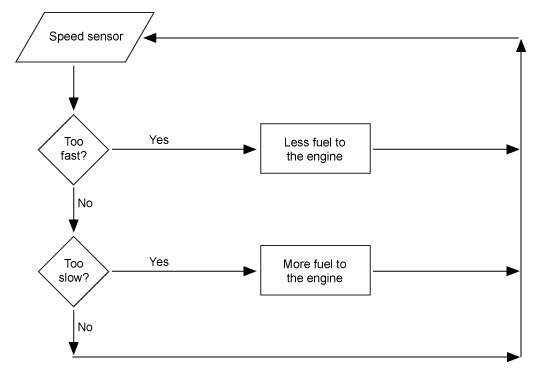 Speed sensor
Too
fast?
Yes
Less fuel to
the engine
No
Too
slow?
Yes
More fuel to
the engine
No